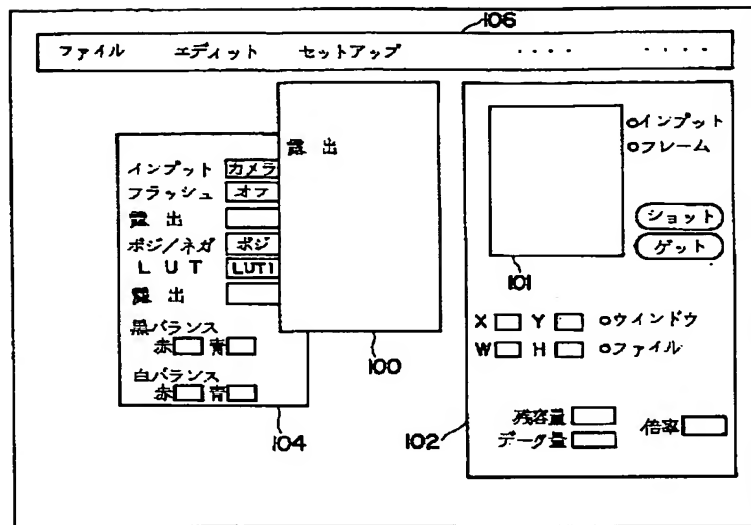 106
ファイル エディット セットアップ ・・・・ ・・・・
露出
インプット カメラ
フラッシュ オフ
露出
ポジ/ネガ ポジ
LUT LUT1
露出
黒バランス
赤 青
白バランス
赤 青
104
100
インプット
フレーム
ショット
ゲット
101
X Y ウインドウ
W H ファイル
残容量
データ量
倍率
102